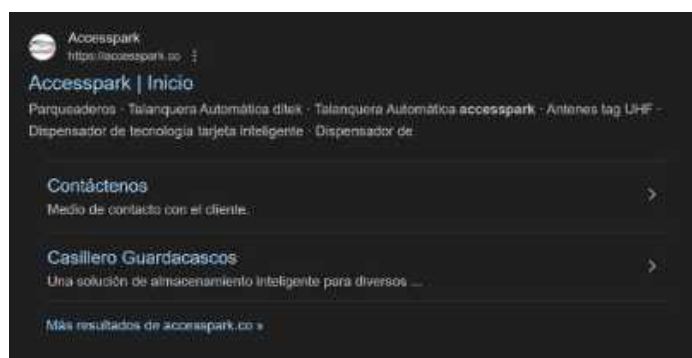 Accesspark
https://accesspark.co
Accesspark | Inicio
Parqueaderos · Talanquera Automática ditek · Talanquera Automática accesspark · Antenes tag UHF ·
Dispensador de tecnología tarjeta inteligente · Dispensador de
Contáctenos
Medio de contacto con el cliente.
Casillero Guardacascos
Una solución de almacenamiento inteligente para diversos ...
Más resultados de accesspark.co »